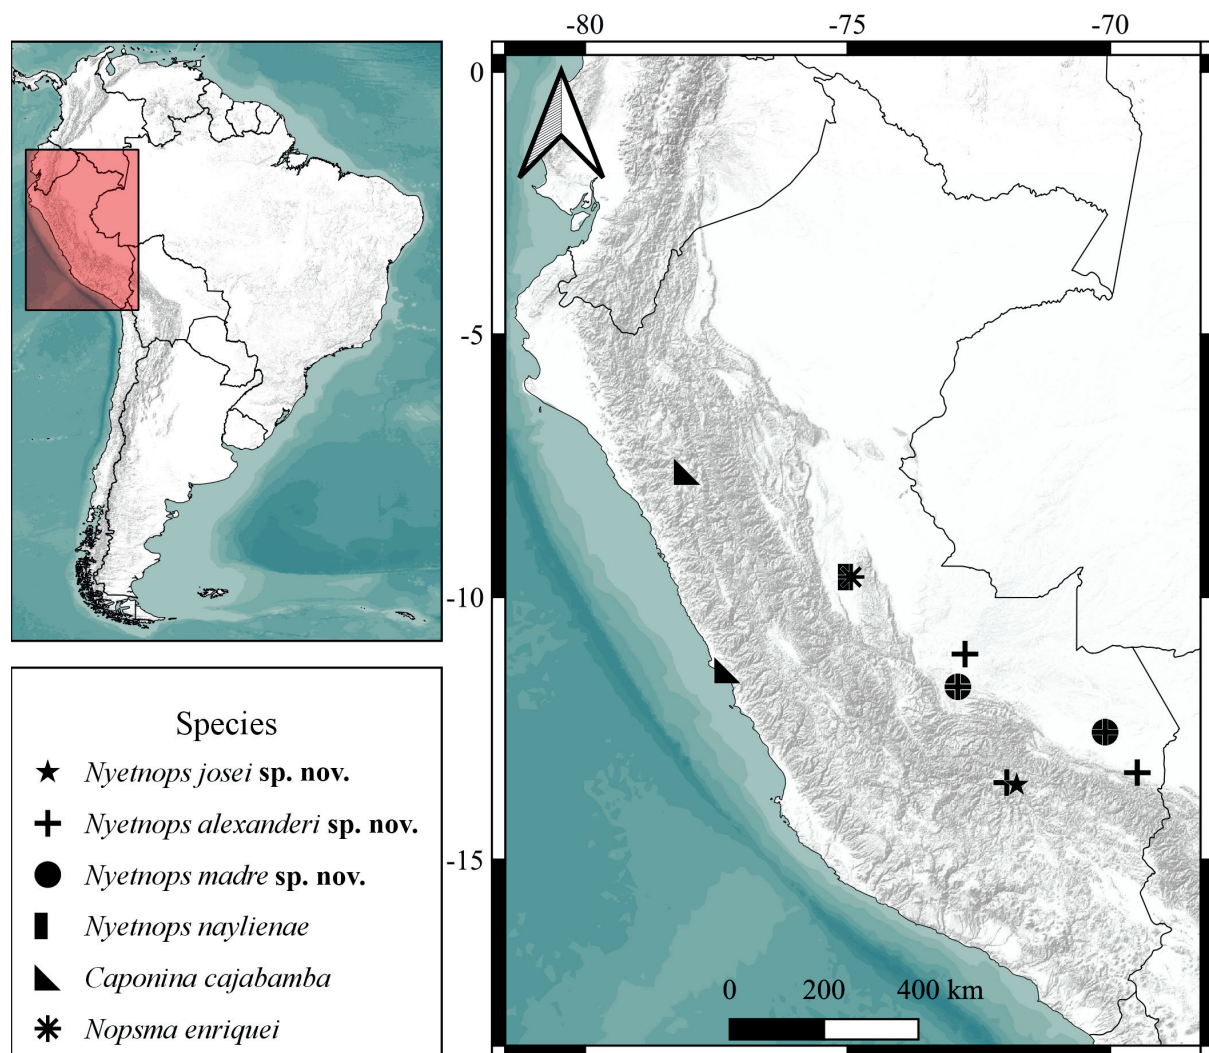 -80 -75 -70
0
-5
-10
-15
0 200 400 km
Species
Nyetnops josei sp. nov.
Nyetnops alexanderi sp. nov.
Nyetnops madre sp. nov.
Nyetnops naylienae
Caponina cajabamba
Nopsma enriquei